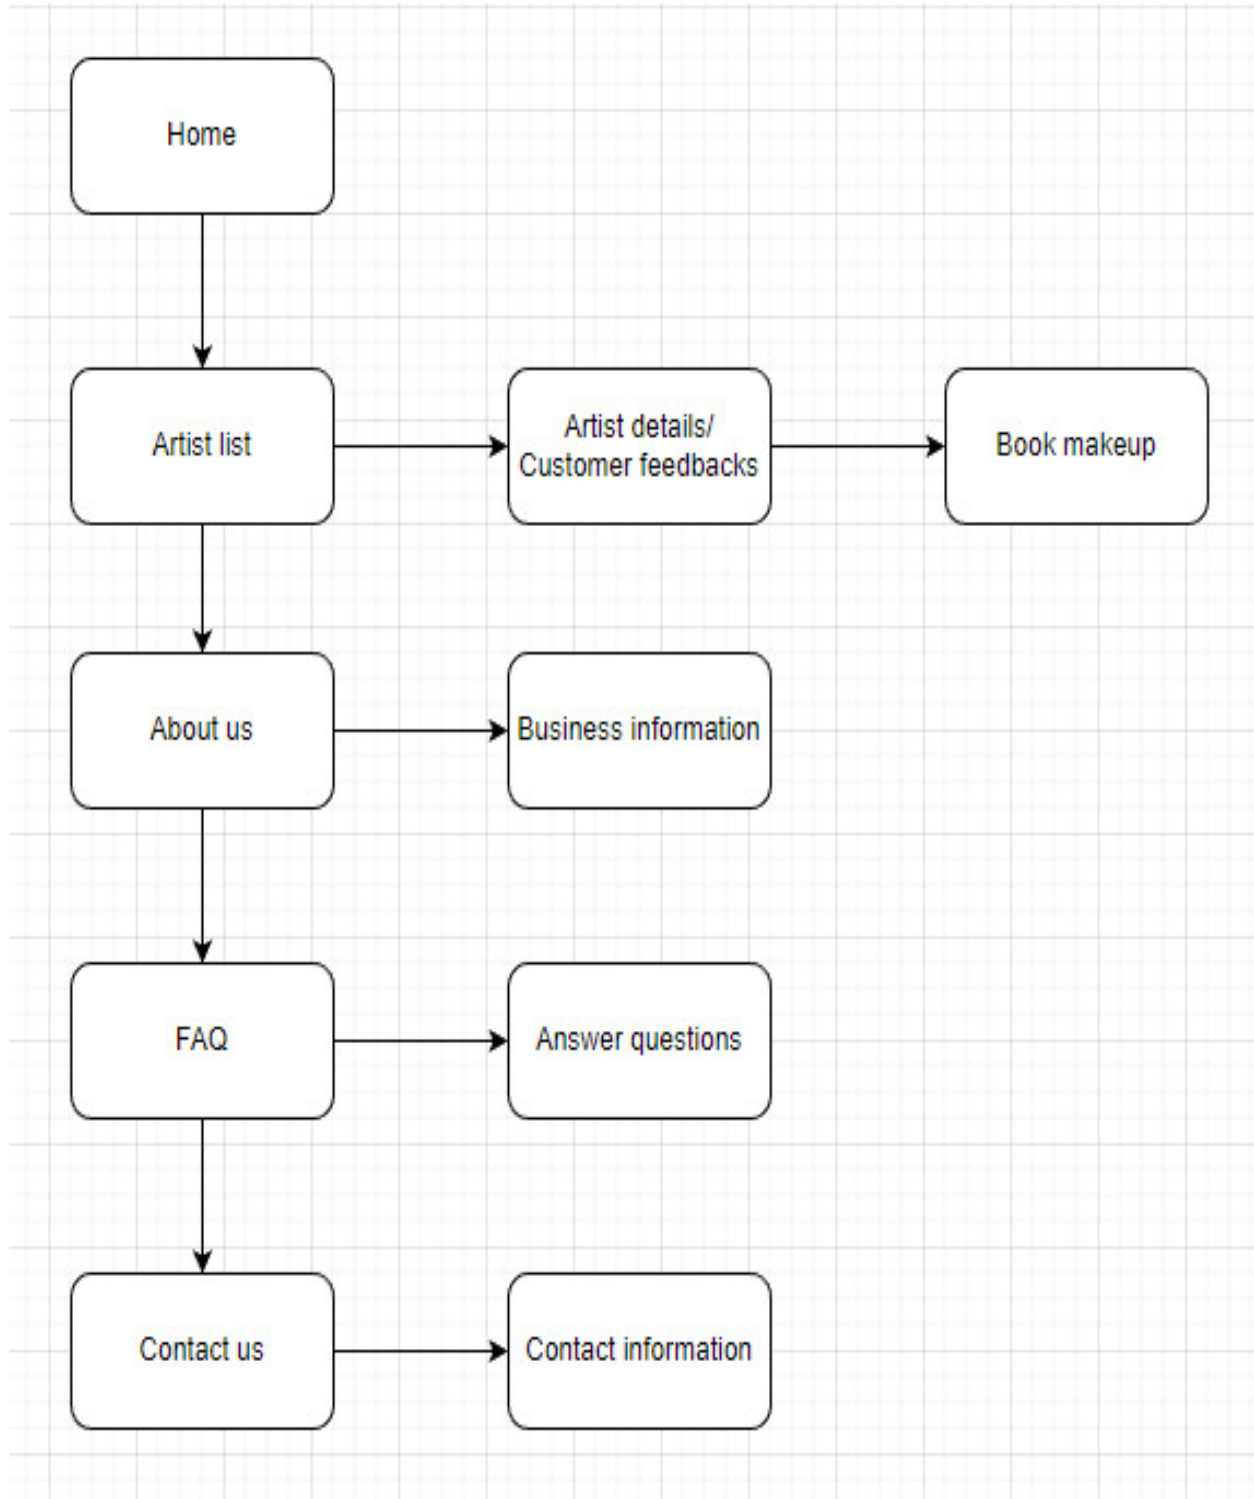 Home
Artist list
Artist details/
Customer feedbacks
Book makeup
About us
Business information
FAQ
Answer questions
Contact us
Contact information